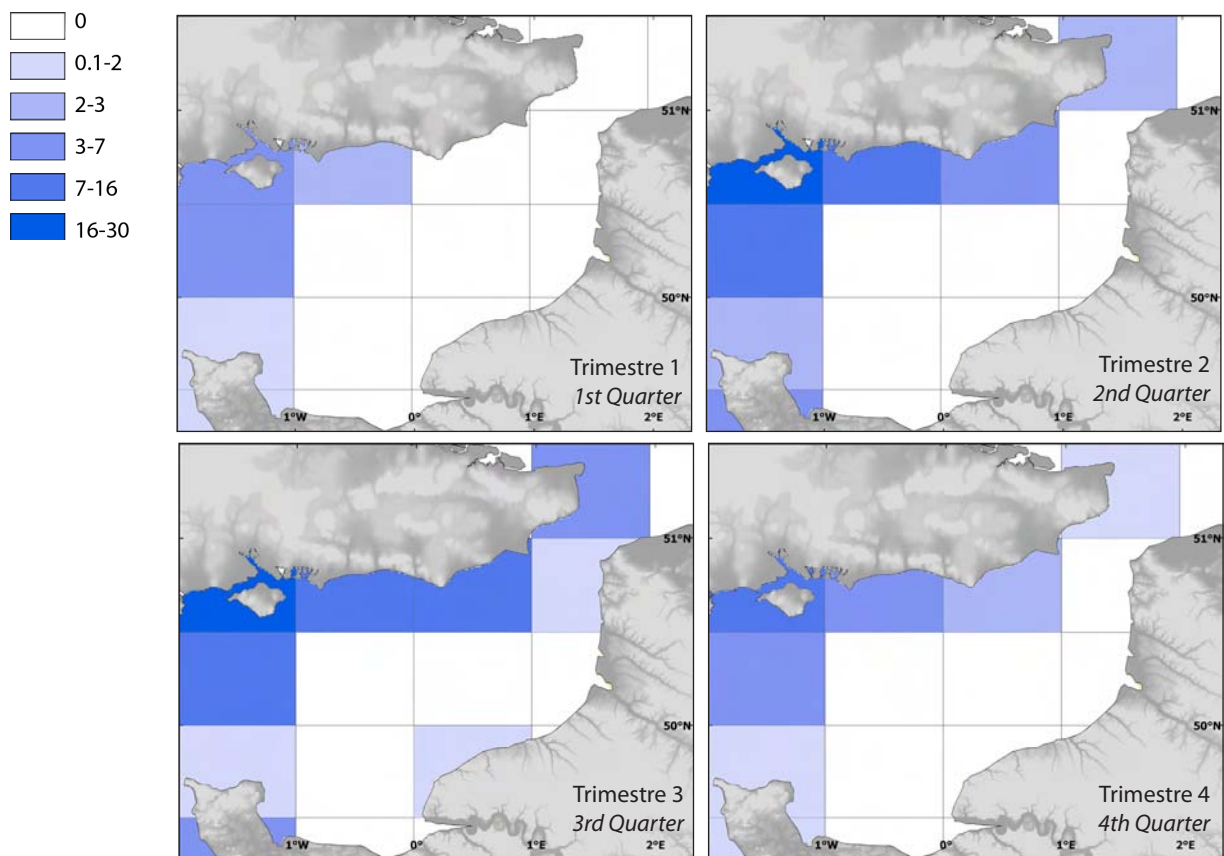 0
0.1-2
2-3
3-7
7-16
16-30
51°N
50°N
Trimestre 1
1st Quarter
1°W
0°
1°E
2°E
51°N
50°N
Trimestre 2
2nd Quarter
1°W
0°
1°E
2°E
51°N
50°N
Trimestre 3
3rd Quarter
1°W
0°
1°E
2°E
51°N
50°N
Trimestre 4
4th Quarter
1°W
0°
1°E
2°E